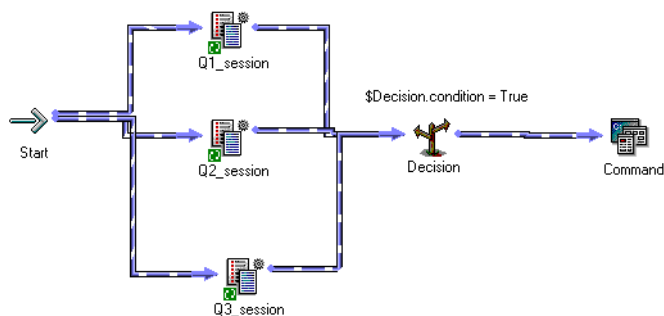 Q1_session
$Decision.condition = True
Start
Q2_session
Decision
Command
Q3_session